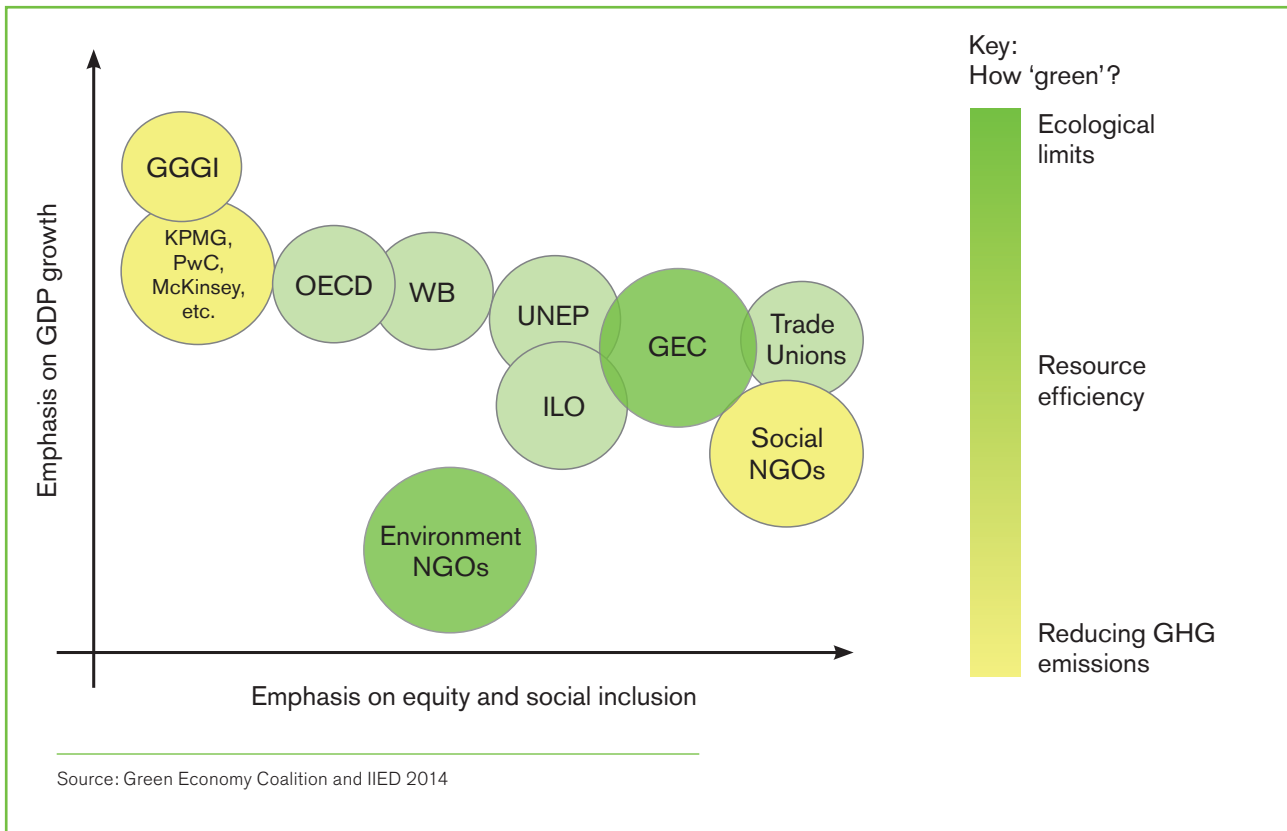 Key:
How ‘green’?
Ecological
limits
Resource
efficiency
Reducing GHG
emissions
Emphasis on GDP growth
GGGI
KPMG,
PwC,
McKinsey,
etc.
OECD
WB
UNEP
ILO
GEC
Trade
Unions
Social
NGOs
Environment
NGOs
Emphasis on equity and social inclusion
Source: Green Economy Coalition and IIED 2014